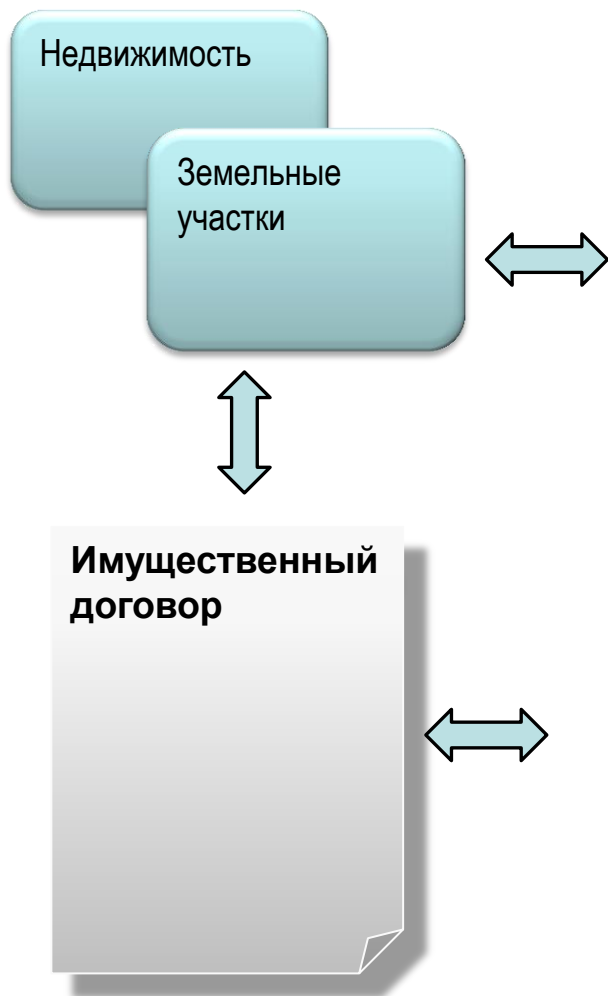 Недвижимость
Земельные
участки
Имущественный
договор